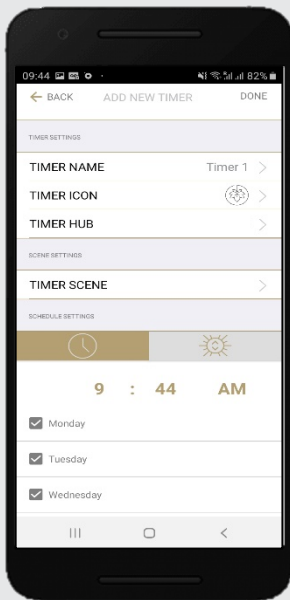 09:44 82%
BACK ADD NEW TIMER DONE
TIMER SETTINGS
TIMER NAME Timer 1
TIMER ICON
TIMER HUB
SCENE SETTINGS
TIMER SCENE
SCHEDULE SETTINGS
9 : 44 AM
Monday
Tuesday
Wednesday